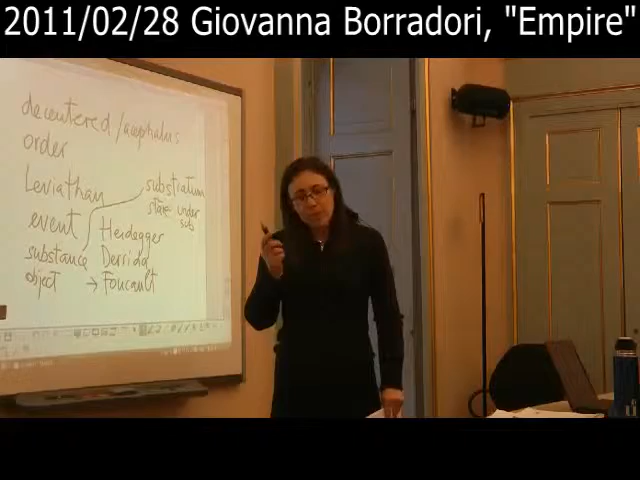 2011/02/28 Giovanna Borradori, "Empire"
decentered / acephalus
order
Leviathan
substratum
event
Heidegger
substance
Derrida
object
→ Foucault
under
sub